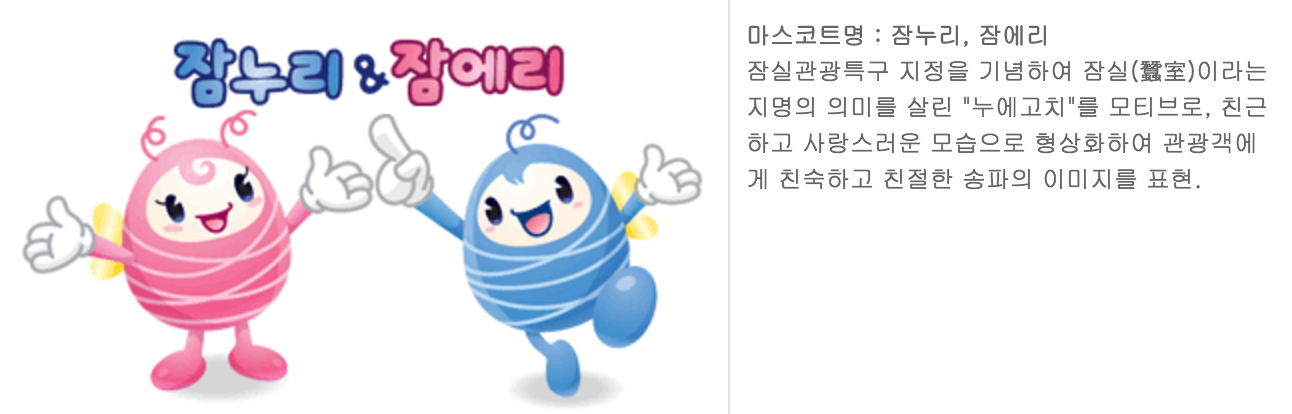 잠누리 & 잠에리
마스코트명 : 잠누리, 잠에리
잠실관광특구 지정을 기념하여 잠실(蠶室)이라는
지명의 의미를 살린 "누에고치"를 모티브로, 친근
하고 사랑스러운 모습으로 형상화하여 관광객에
게 친숙하고 친절한 송파의 이미지를 표현.